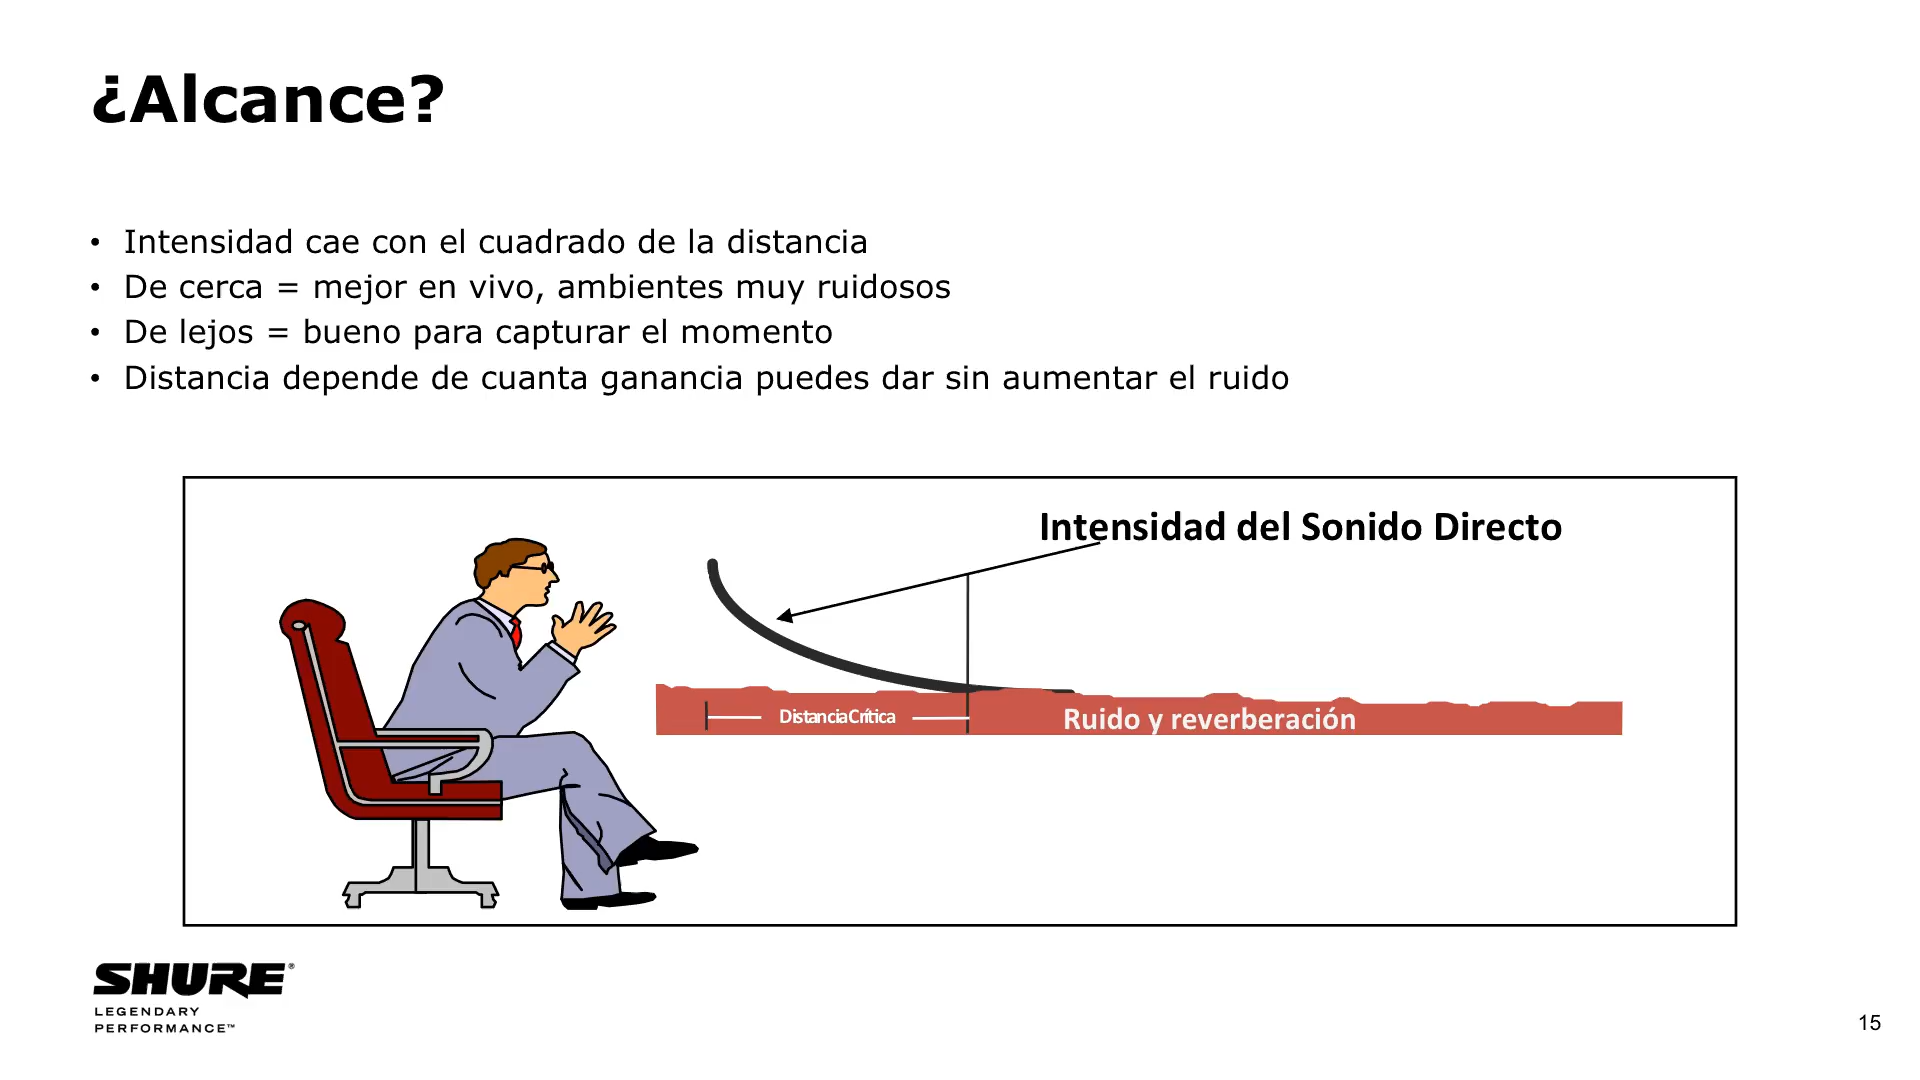 ¿Alcance?
• Intensidad cae con el cuadrado de la distancia
• De cerca = mejor en vivo, ambientes muy ruidosos
• De lejos = bueno para capturar el momento
• Distancia depende de cuanta ganancia puedes dar sin aumentar el ruido
Intensidad del Sonido Directo
DistanciaCrítica
Ruido y reverberación
SHURE®
LEGENDARY
PERFORMANCE™
15